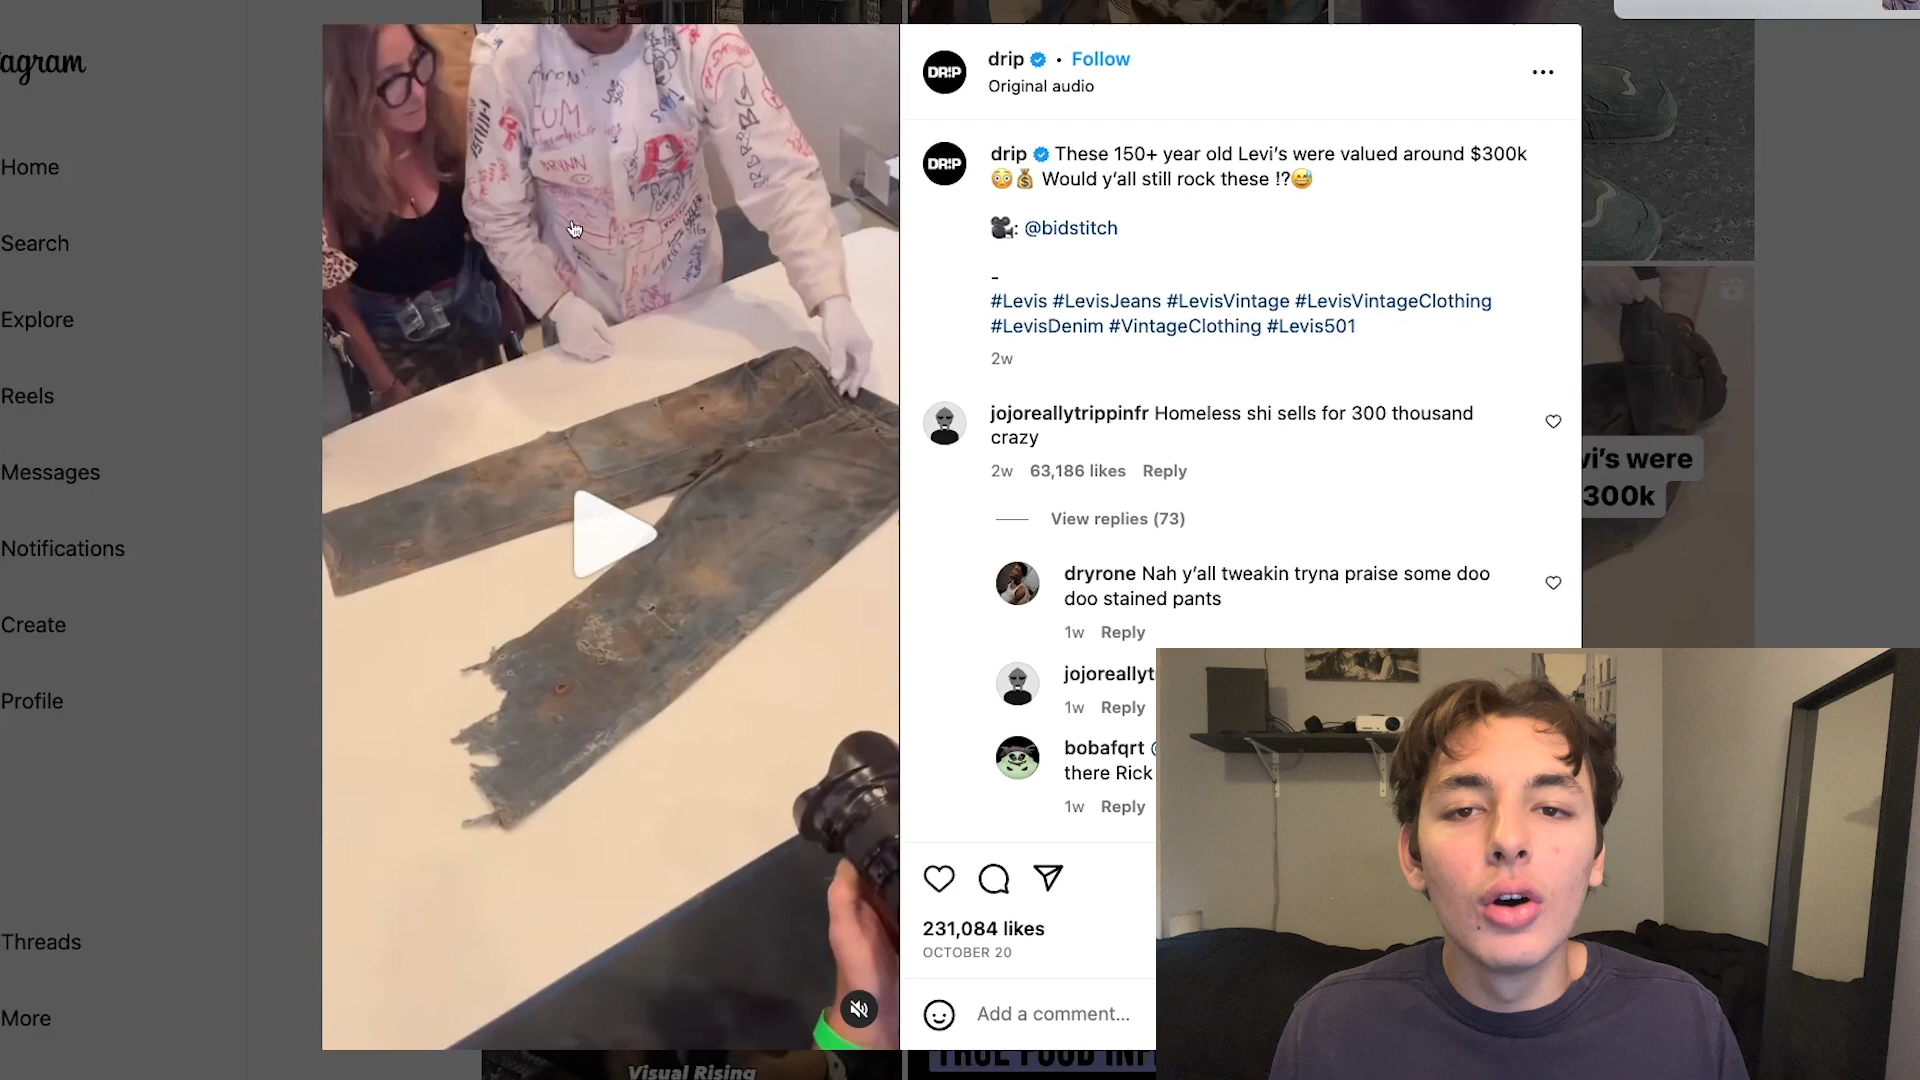 agram
Home
Search
Explore
Reels
Messages
Notifications
Create
Profile
Threads
More
DRIP
drip • Follow
Original audio
DRIP
drip These 150+ year old Levi's were valued around $300k
😳💰 Would y'all still rock these !?😅
🎥: @bidstitch
-
#Levis #LevisJeans #LevisVintage #LevisVintageClothing
#LevisDenim #VintageClothing #Levis501
2w
jojoreallytrippinfr Homeless shi sells for 300 thousand
crazy
2w 63,186 likes Reply
View replies (73)
dryrone Nah y'all tweakin tryna praise some doo
doo stained pants
1w Reply
jojoreallyt
1w Reply
bobafqrt
there Rick
1w Reply
231,084 likes
OCTOBER 20
Add a comment...
vi's were
300k
Visual Rising